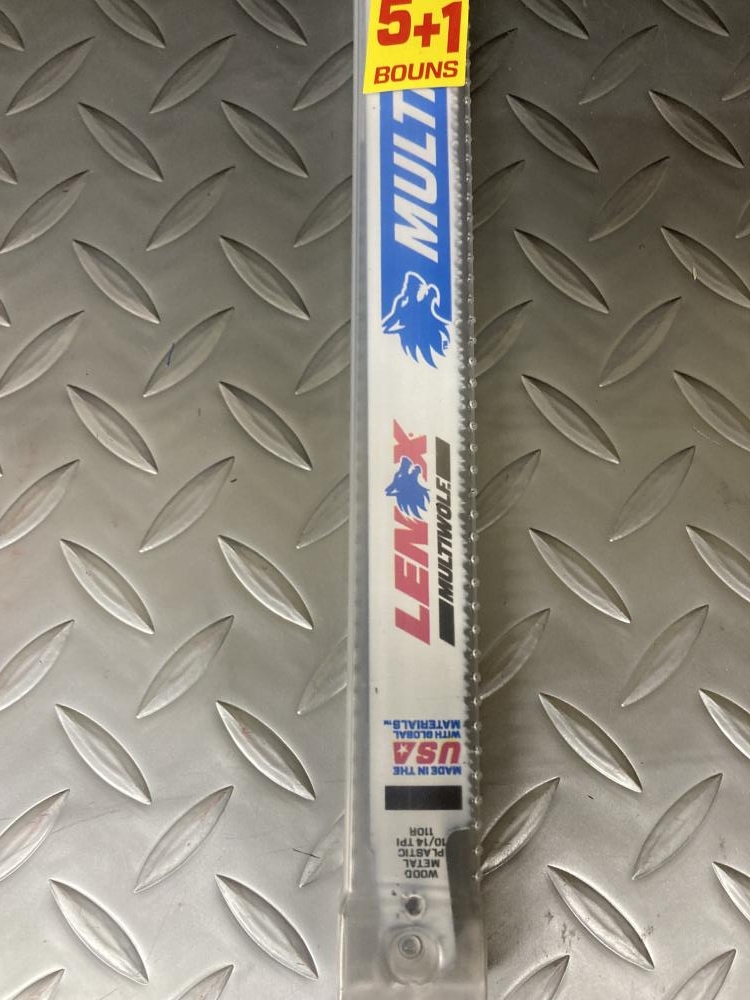 5+1
BOUNS
MULTI
LENOX
MULTIWOLF
MADE IN THE
USA
WITH GLOBAL
MATERIALS™
WOOD
METAL
PLASTIC
10/14 TPI
110R